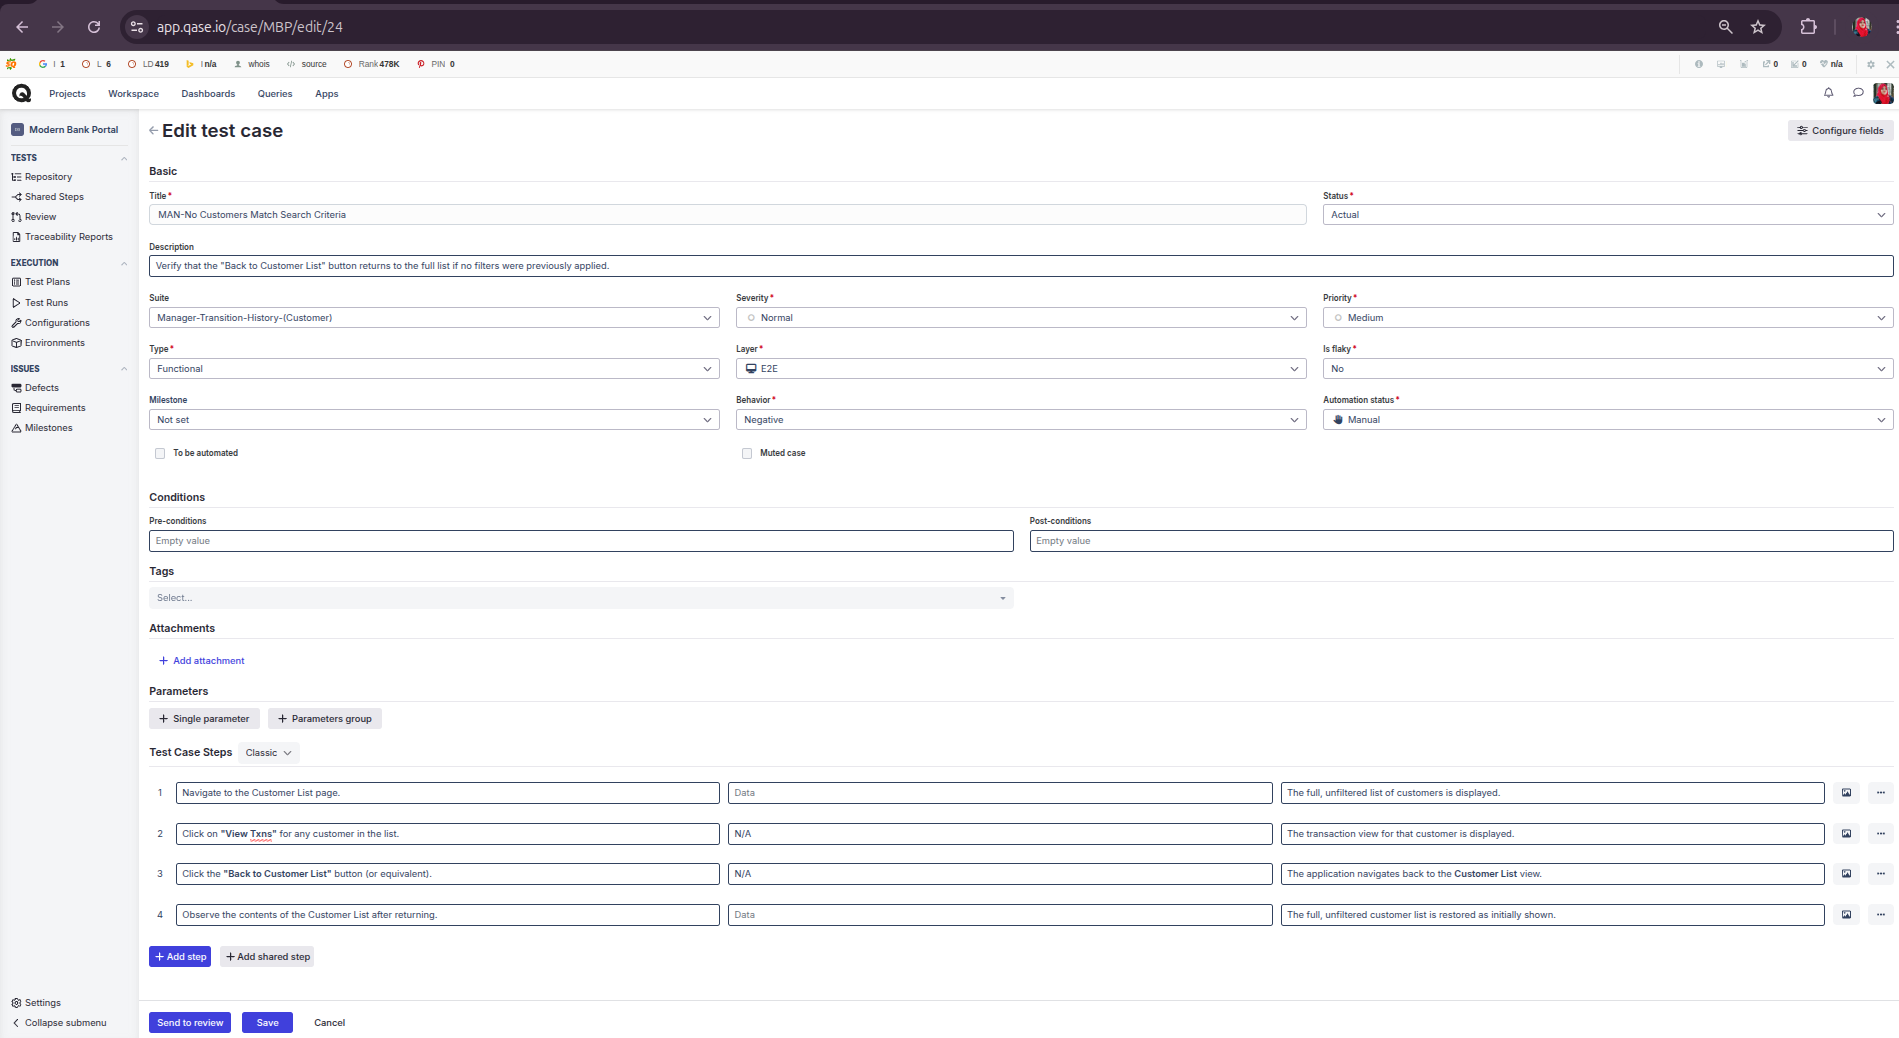 app.qase.io/case/MBP/edit/24
I 1 L 6 LD 419 I n/a whois source Rank 478K PIN 0 0 0 n/a
Projects Workspace Dashboards Queries Apps
Modern Bank Portal
TESTS
Repository
Shared Steps
Review
Traceability Reports
EXECUTION
Test Plans
Test Runs
Configurations
Environments
ISSUES
Defects
Requirements
Milestones
Settings
Collapse submenu
Edit test case
Configure fields
Basic
Title*
Status*
MAN-No Customers Match Search Criteria
Actual
Description
Verify that the "Back to Customer List" button returns to the full list if no filters were previously applied.
Suite Severity* Priority*
Manager-Transition-History-(Customer) Normal Medium
Type* Layer* Is flaky*
Functional E2E No
Milestone Behavior* Automation status*
Not set Negative Manual
To be automated Muted case
Conditions
Pre-conditions Post-conditions
Empty value Empty value
Tags
Select...
Attachments
+ Add attachment
Parameters
+ Single parameter + Parameters group
Test Case Steps Classic
1 Navigate to the Customer List page. Data The full, unfiltered list of customers is displayed.
2 Click on "View Txns" for any customer in the list. N/A The transaction view for that customer is displayed.
3 Click the "Back to Customer List" button (or equivalent). N/A The application navigates back to the Customer List view.
4 Observe the contents of the Customer List after returning. Data The full, unfiltered customer list is restored as initially shown.
+ Add step + Add shared step
Send to review Save Cancel